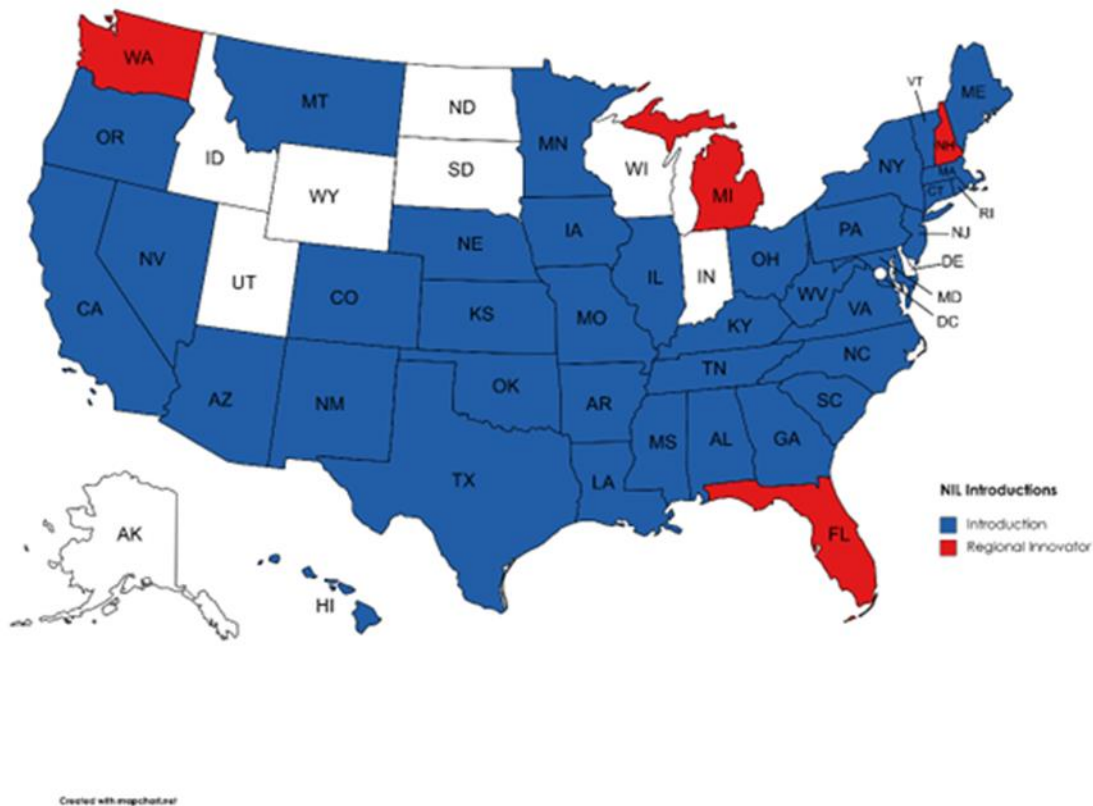 WA
MT
ND
MN
ME
VT
OR
ID
SD
WI
NY
NH
MA
WY
MI
CT
RI
NE
IA
PA
NJ
NV
UT
CO
IL
IN
OH
DE
CA
KS
MO
WV
VA
MD
KY
DC
AZ
NM
OK
AR
TN
NC
SC
TX
LA
MS
AL
GA
NIL Introductions
Introduction
Regional Innovator
AK
FL
HI
Created with mapchart.net